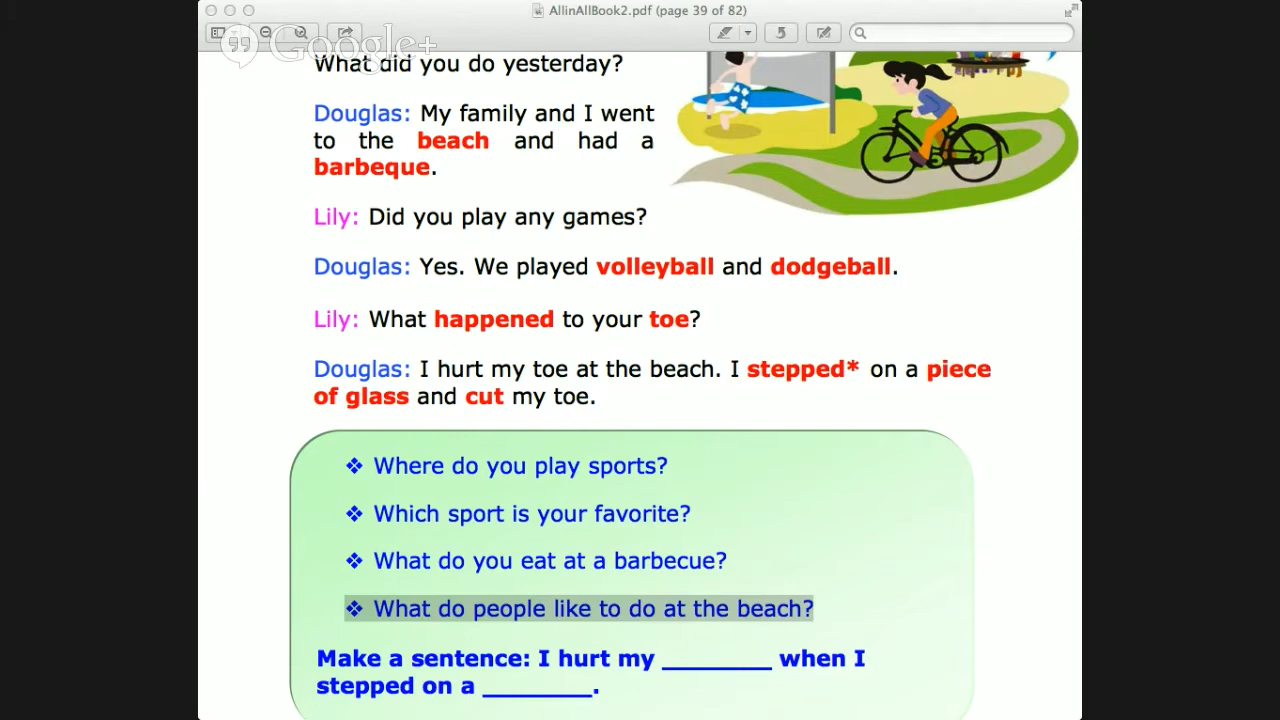 AllinAllBook2.pdf (page 39 of 82)
Google+
What did you do yesterday?
Douglas: My family and I went
to the beach and had a
barbeque.
Lily: Did you play any games?
Douglas: Yes. We played volleyball and dodgeball.
Lily: What happened to your toe?
Douglas: I hurt my toe at the beach. I stepped* on a piece
of glass and cut my toe.
❖ Where do you play sports?
❖ Which sport is your favorite?
❖ What do you eat at a barbecue?
❖ What do people like to do at the beach?
Make a sentence: I hurt my ________ when I
stepped on a ________.